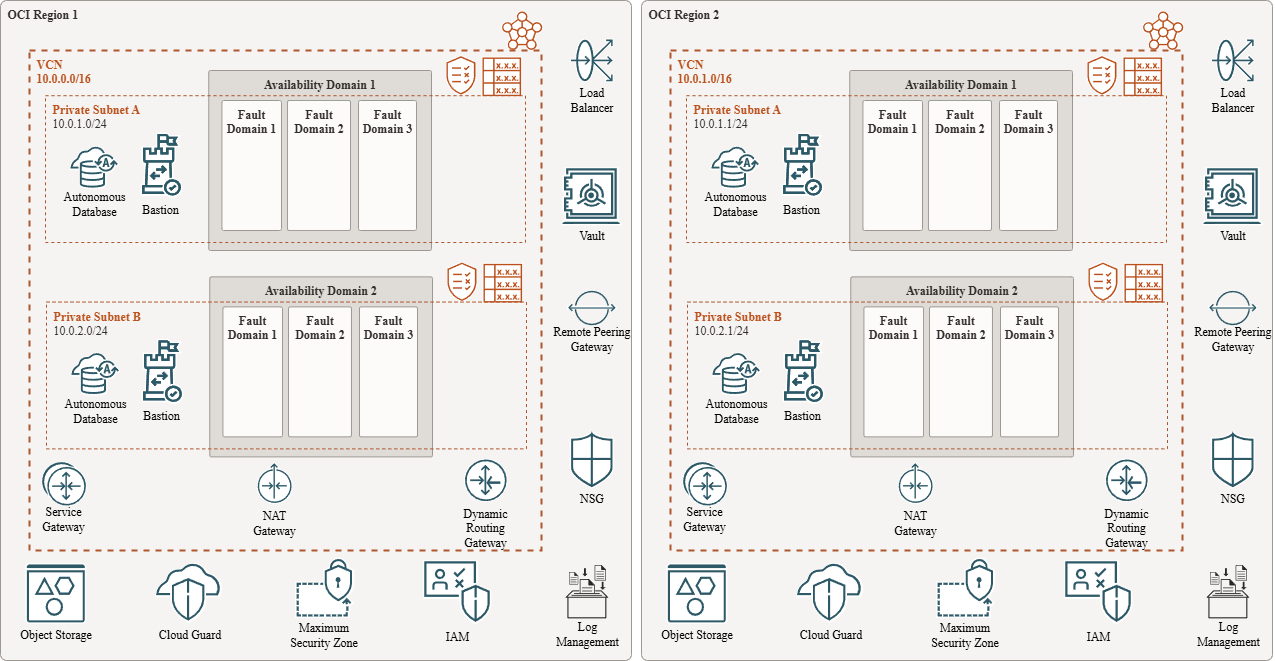 OCI Region 1
VCN
10.0.0.0/16
Availability Domain 1
x.x.x.
x.x.x.
x.x.x.
Private Subnet A
10.0.1.0/24
Fault
Domain 1
Fault
Domain 2
Fault
Domain 3
A
Autonomous
Database
Bastion
Availability Domain 2
x.x.x.
x.x.x.
x.x.x.
Private Subnet B
10.0.2.0/24
Fault
Domain 1
Fault
Domain 2
Fault
Domain 3
A
Autonomous
Database
Bastion
Service
Gateway
NAT
Gateway
Dynamic
Routing
Gateway
Load
Balancer
Vault
Remote Peering
Gateway
NSG
Object Storage
Cloud Guard
Maximum
Security Zone
IAM
Log
Management
OCI Region 2
VCN
10.0.1.0/16
Availability Domain 1
x.x.x.
x.x.x.
x.x.x.
Private Subnet A
10.0.1.1/24
Fault
Domain 1
Fault
Domain 2
Fault
Domain 3
A
Autonomous
Database
Bastion
Availability Domain 2
x.x.x.
x.x.x.
x.x.x.
Private Subnet B
10.0.2.1/24
Fault
Domain 1
Fault
Domain 2
Fault
Domain 3
A
Autonomous
Database
Bastion
Service
Gateway
NAT
Gateway
Dynamic
Routing
Gateway
Load
Balancer
Vault
Remote Peering
Gateway
NSG
Object Storage
Cloud Guard
Maximum
Security Zone
IAM
Log
Management